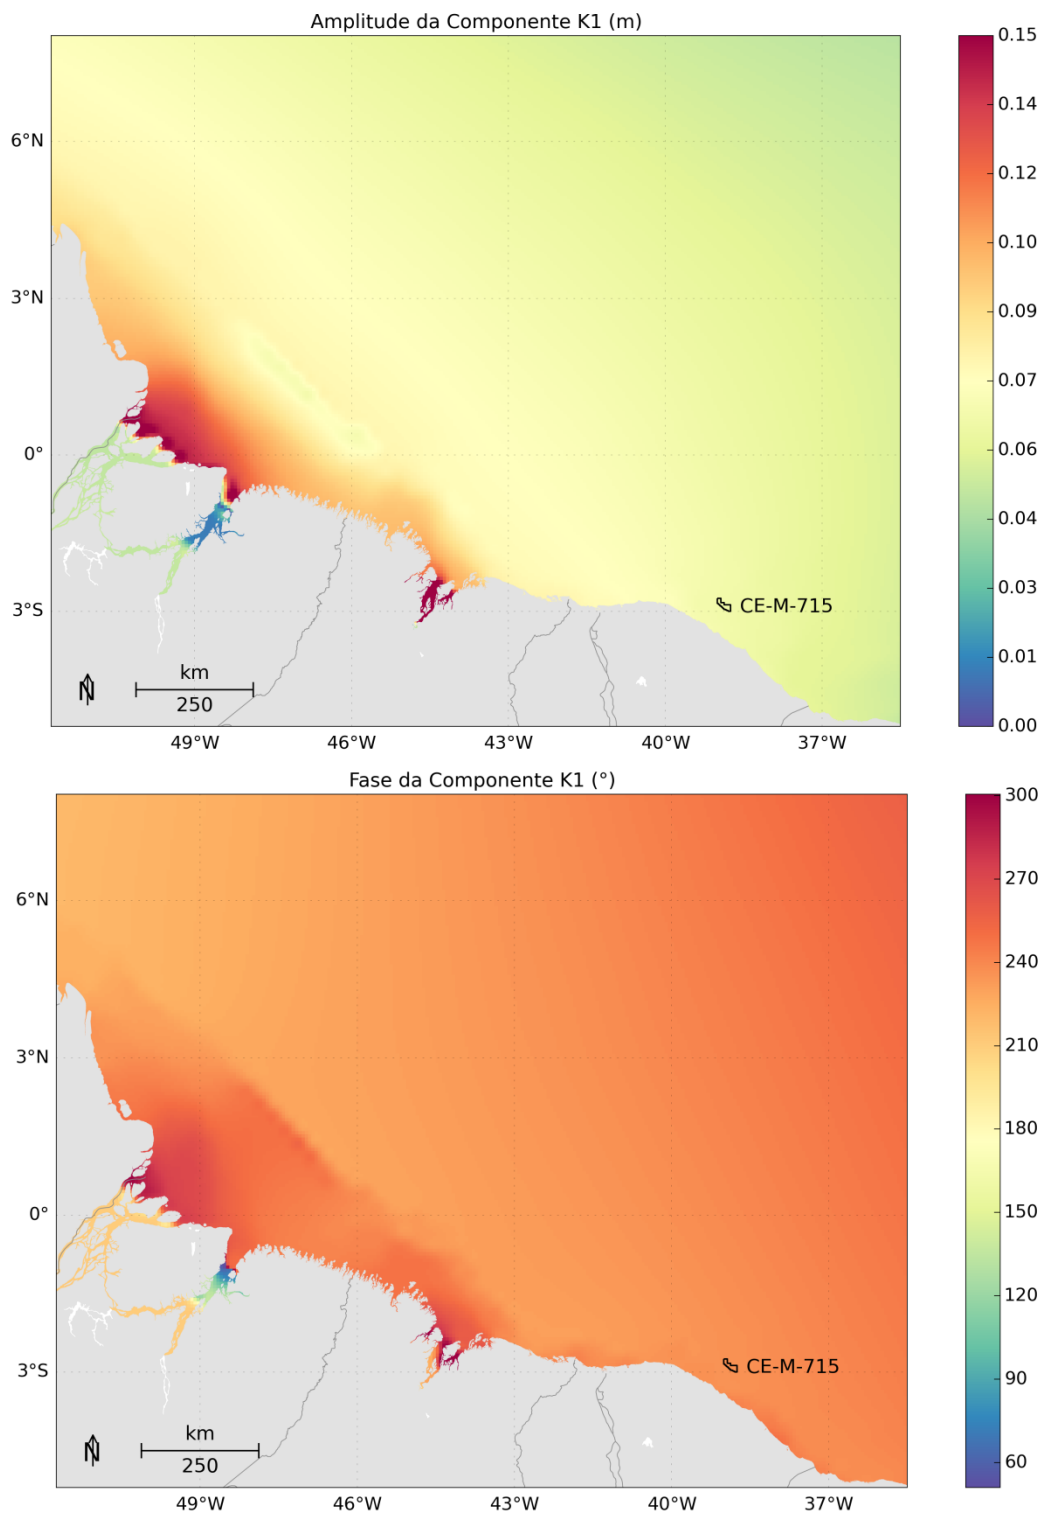 Amplitude da Componente K1 (m)
6°N
3°N
0°
3°S
49°W
46°W
43°W
40°W
37°W
CE-M-715
N
km
250
0.15
0.14
0.12
0.10
0.09
0.07
0.06
0.04
0.03
0.01
0.00
Fase da Componente K1 (°)
6°N
3°N
0°
3°S
49°W
46°W
43°W
40°W
37°W
CE-M-715
N
km
250
300
270
240
210
180
150
120
90
60